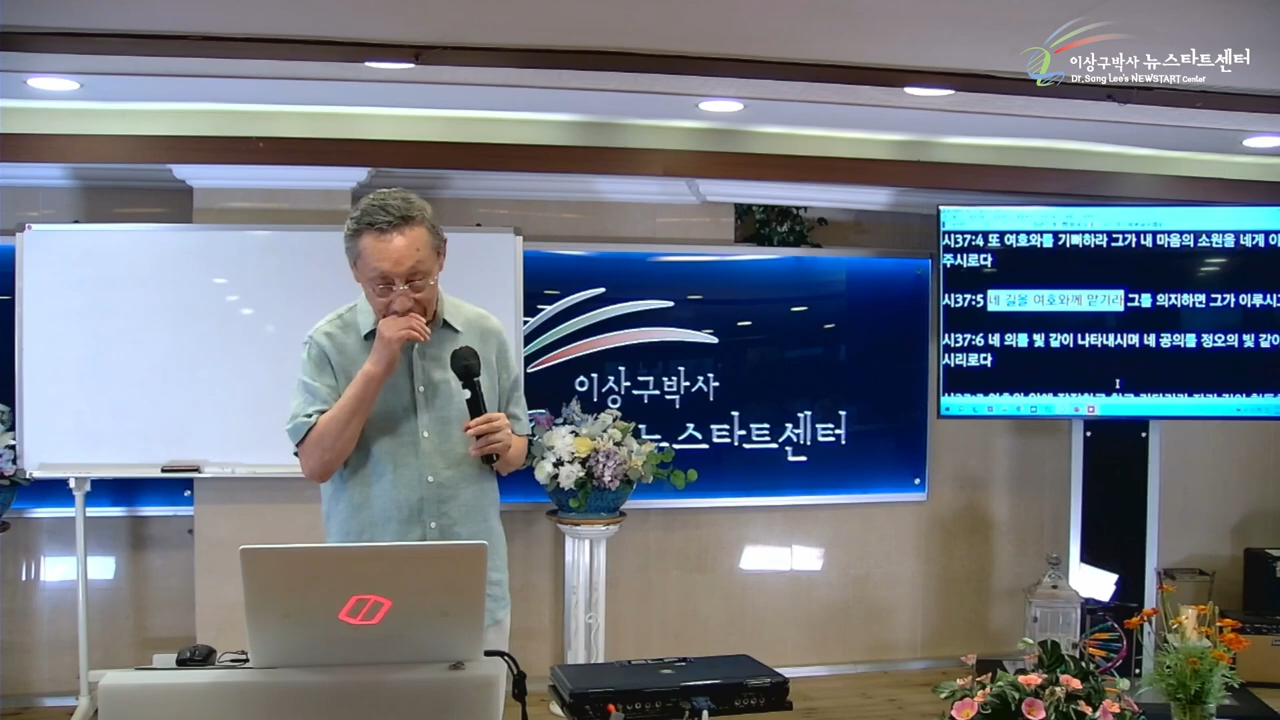 이상구박사 뉴스타트센터
Dr. Sang Lee's NEWSTART Center
시37:4 또 여호와를 기뻐하라 그가 네 마음의 소원을 네게 이
주시로다
시37:5 네 길을 여호와께 맡기라 그를 의지하면 그가 이루시고
시37:6 네 의를 빛 같이 나타내시며 네 공의를 정오의 빛 같이
시리로다
이상구박사
뉴스타트센터